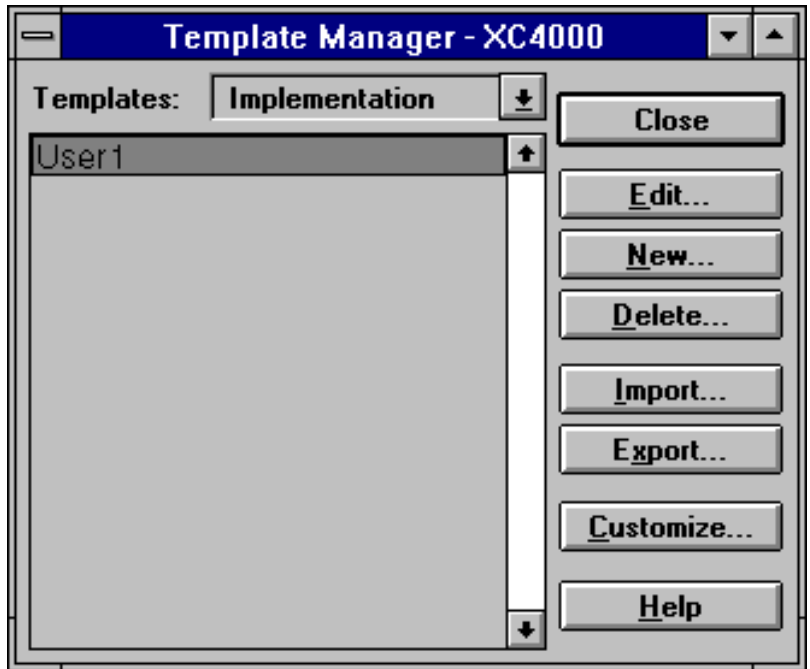 Template Manager - XC4000
Templates: Implementation
User1
Close
Edit...
New...
Delete...
Import...
Export...
Customize...
Help